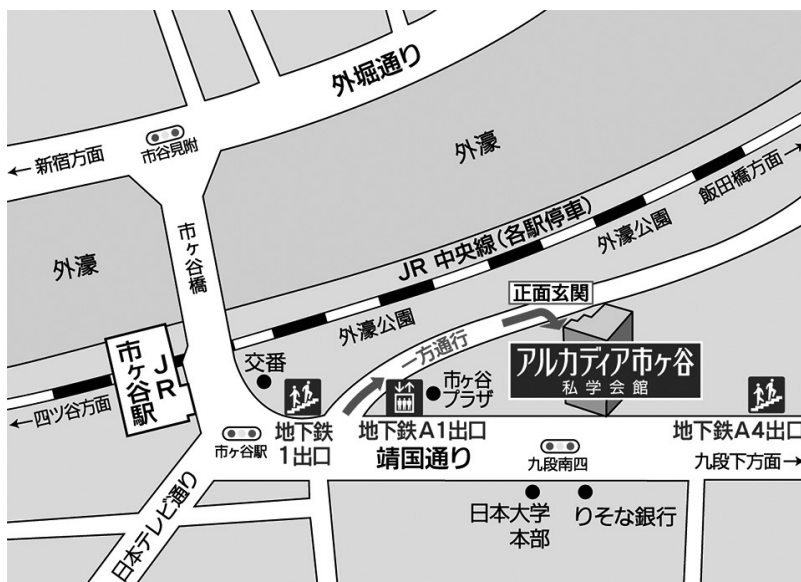 外堀通り
市谷見附
←新宿方面
外濠
飯田橋方面→
外濠
市ヶ谷橋
JR 中央線(各駅停車)
外濠公園
正面玄関
外濠公園
一方通行
アルカディア市ヶ谷
私学会館
JR
市ヶ谷駅
交番
市ヶ谷
プラザ
←四ツ谷方面
地下鉄
1出口
地下鉄A1出口
地下鉄A4出口
市ヶ谷駅
靖国通り
九段南四
九段下方面→
日本テレビ通り
日本大学
本部
りそな銀行